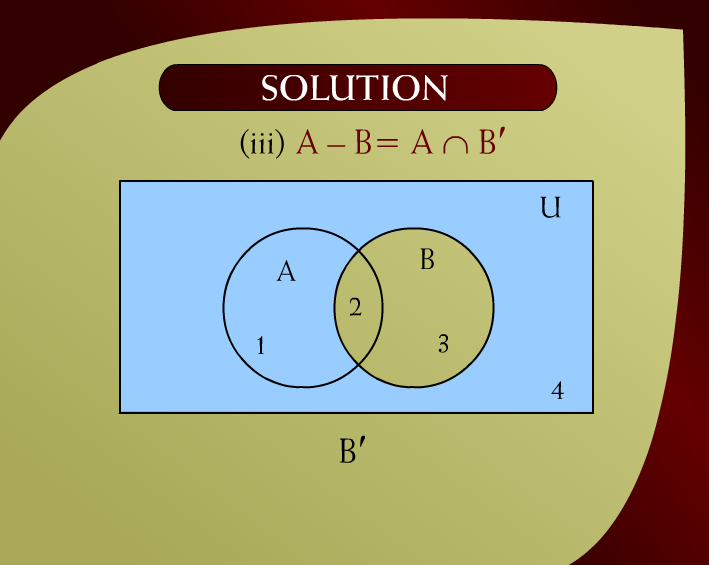 SOLUTION
(iii) A – B = A ∩ B′
U
A
B
2
1
3
4
B′